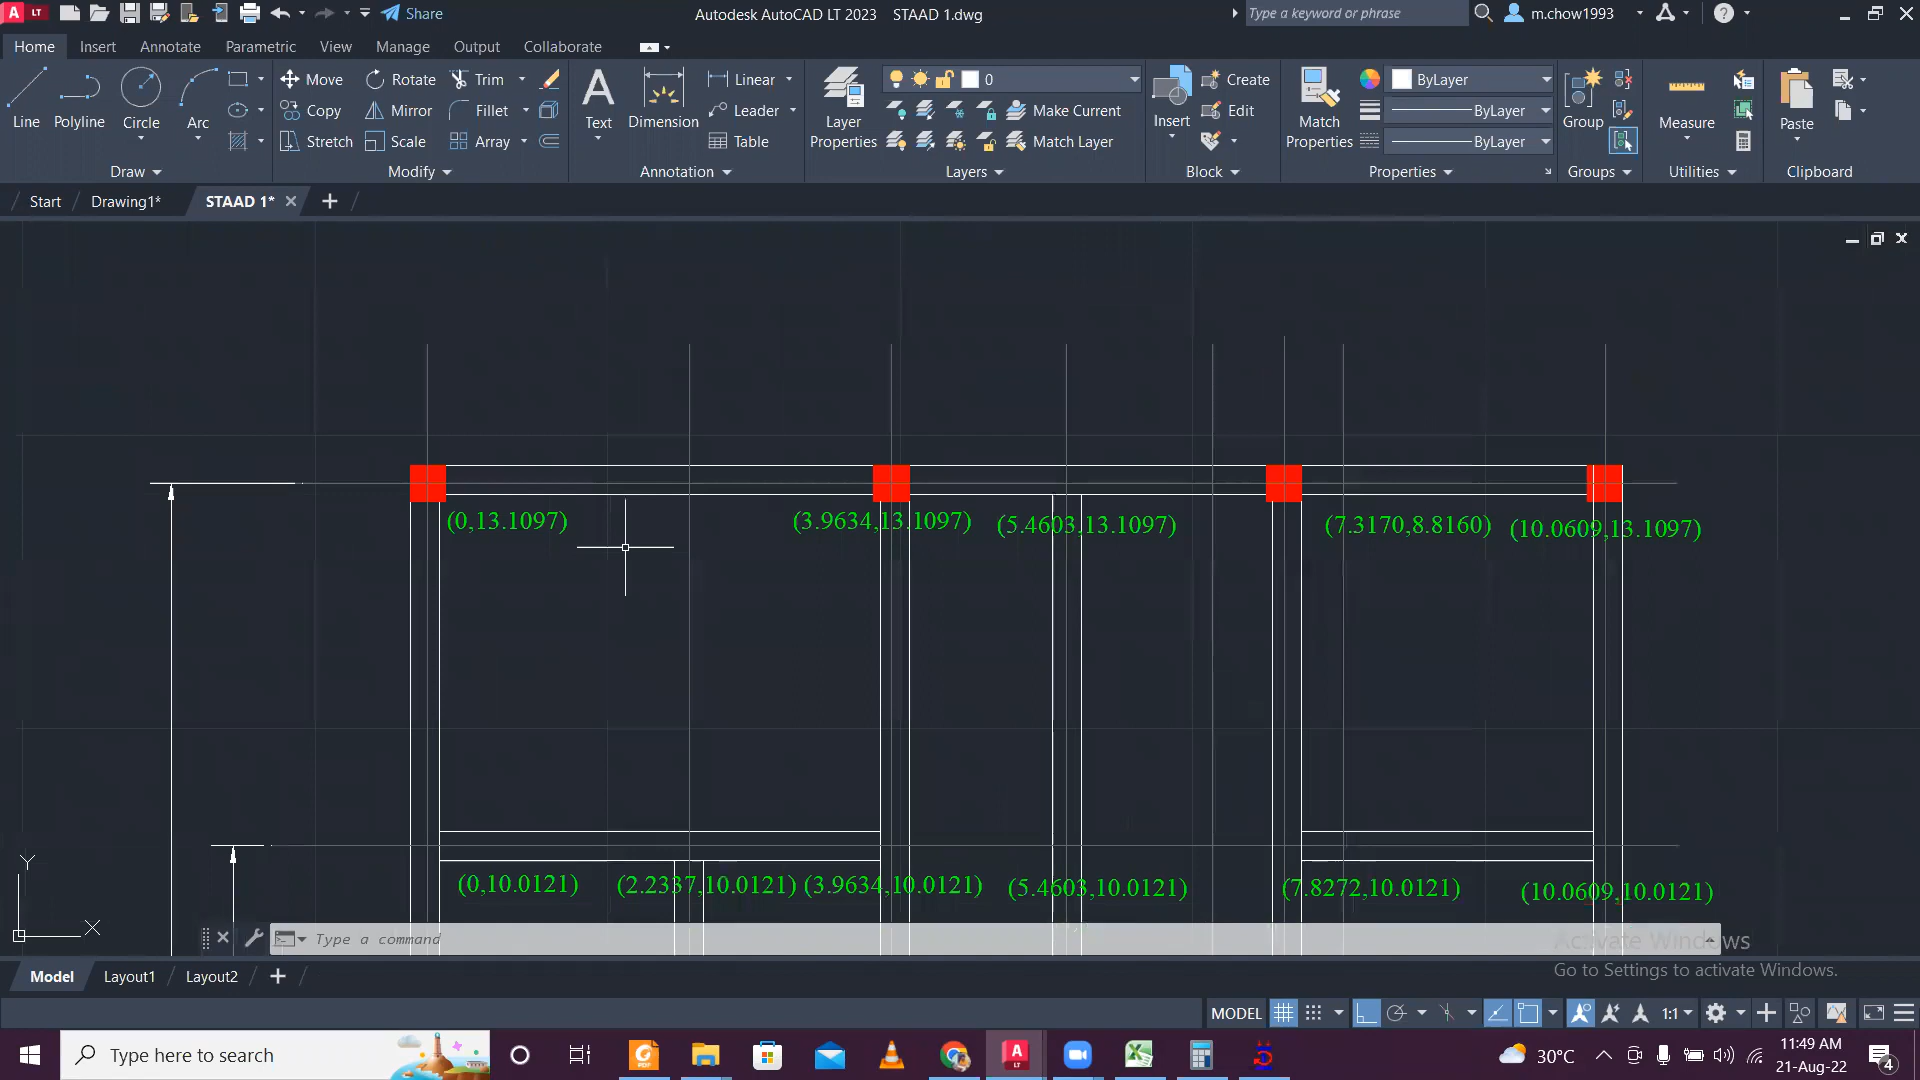 LT
Share
Autodesk AutoCAD LT 2023 STAAD 1.dwg
Type a keyword or phrase
m.chow1993
Home Insert Annotate Parametric View Manage Output Collaborate
Line Polyline Circle Arc
Move Rotate Trim
Copy Mirror Fillet
Stretch Scale Array
Text Dimension
Linear
Leader
Table
Layer Properties
0
Make Current
Match Layer
Insert
Create
Edit
Match Properties
ByLayer
ByLayer
ByLayer
Group
Measure
Paste
Draw Modify Annotation Layers Block Properties Groups Utilities Clipboard
Start Drawing1* STAAD 1*
(0,13.1097) (3.9634,13.1097) (5.4603,13.1097) (7.3170,8.8160) (10.0609,13.1097)
(0,10.0121) (2.2337,10.0121) (3.9634,10.0121) (5.4603,10.0121) (7.8272,10.0121) (10.0609,10.0121)
Y
X
Type a command
Activate Windows
Go to Settings to activate Windows.
Model Layout1 Layout2
MODEL
1:1
Type here to search
PDF
LT
30°C
11:49 AM
21-Aug-22
4